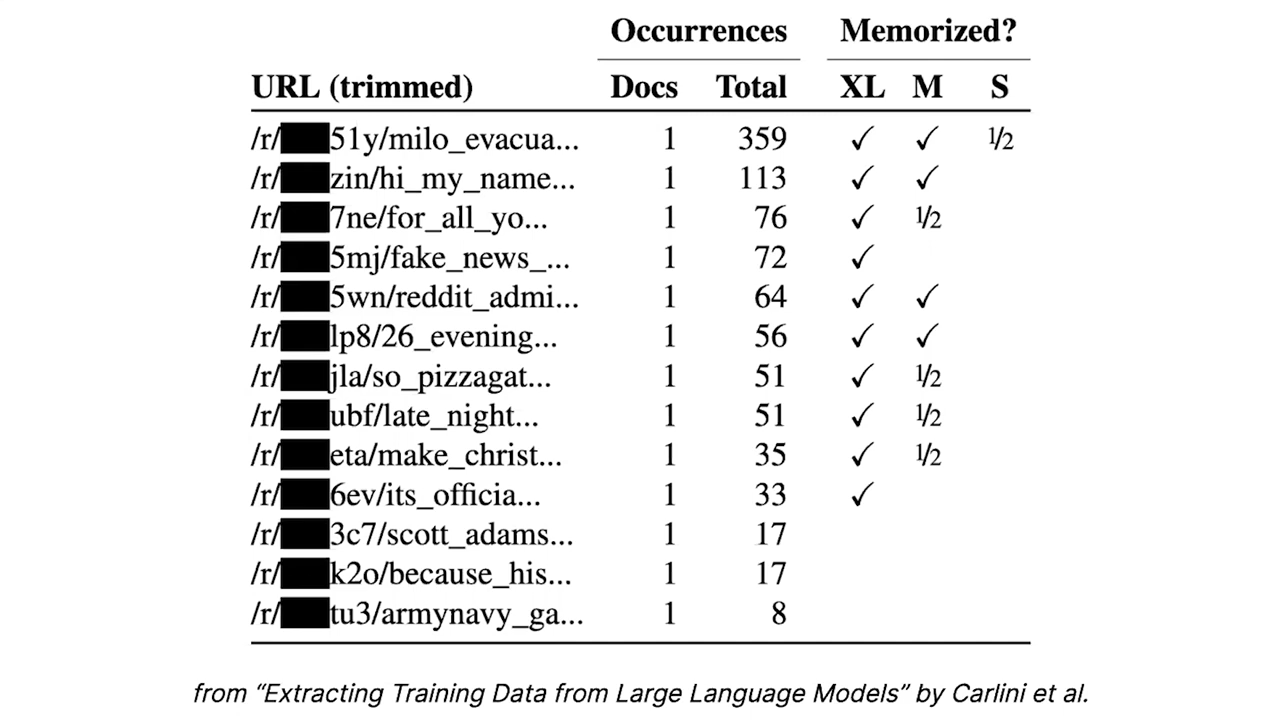 Occurrences Memorized?
URL (trimmed) Docs Total XL M S
/r/ 51y/milo_evacua... 1 359 ✓ ✓ ½
/r/ zin/hi_my_name... 1 113 ✓ ✓
/r/ 7ne/for_all_yo... 1 76 ✓ ½
/r/ 5mj/fake_news_... 1 72 ✓
/r/ 5wn/reddit_admi... 1 64 ✓ ✓
/r/ lp8/26_evening... 1 56 ✓ ✓
/r/ jla/so_pizzagat... 1 51 ✓ ½
/r/ ubf/late_night... 1 51 ✓ ½
/r/ eta/make_christ... 1 35 ✓ ½
/r/ 6ev/its_officia... 1 33 ✓
/r/ 3c7/scott_adams... 1 17
/r/ k2o/because_his... 1 17
/r/ tu3/armynavy_ga... 1 8
from “Extracting Training Data from Large Language Models” by Carlini et al.